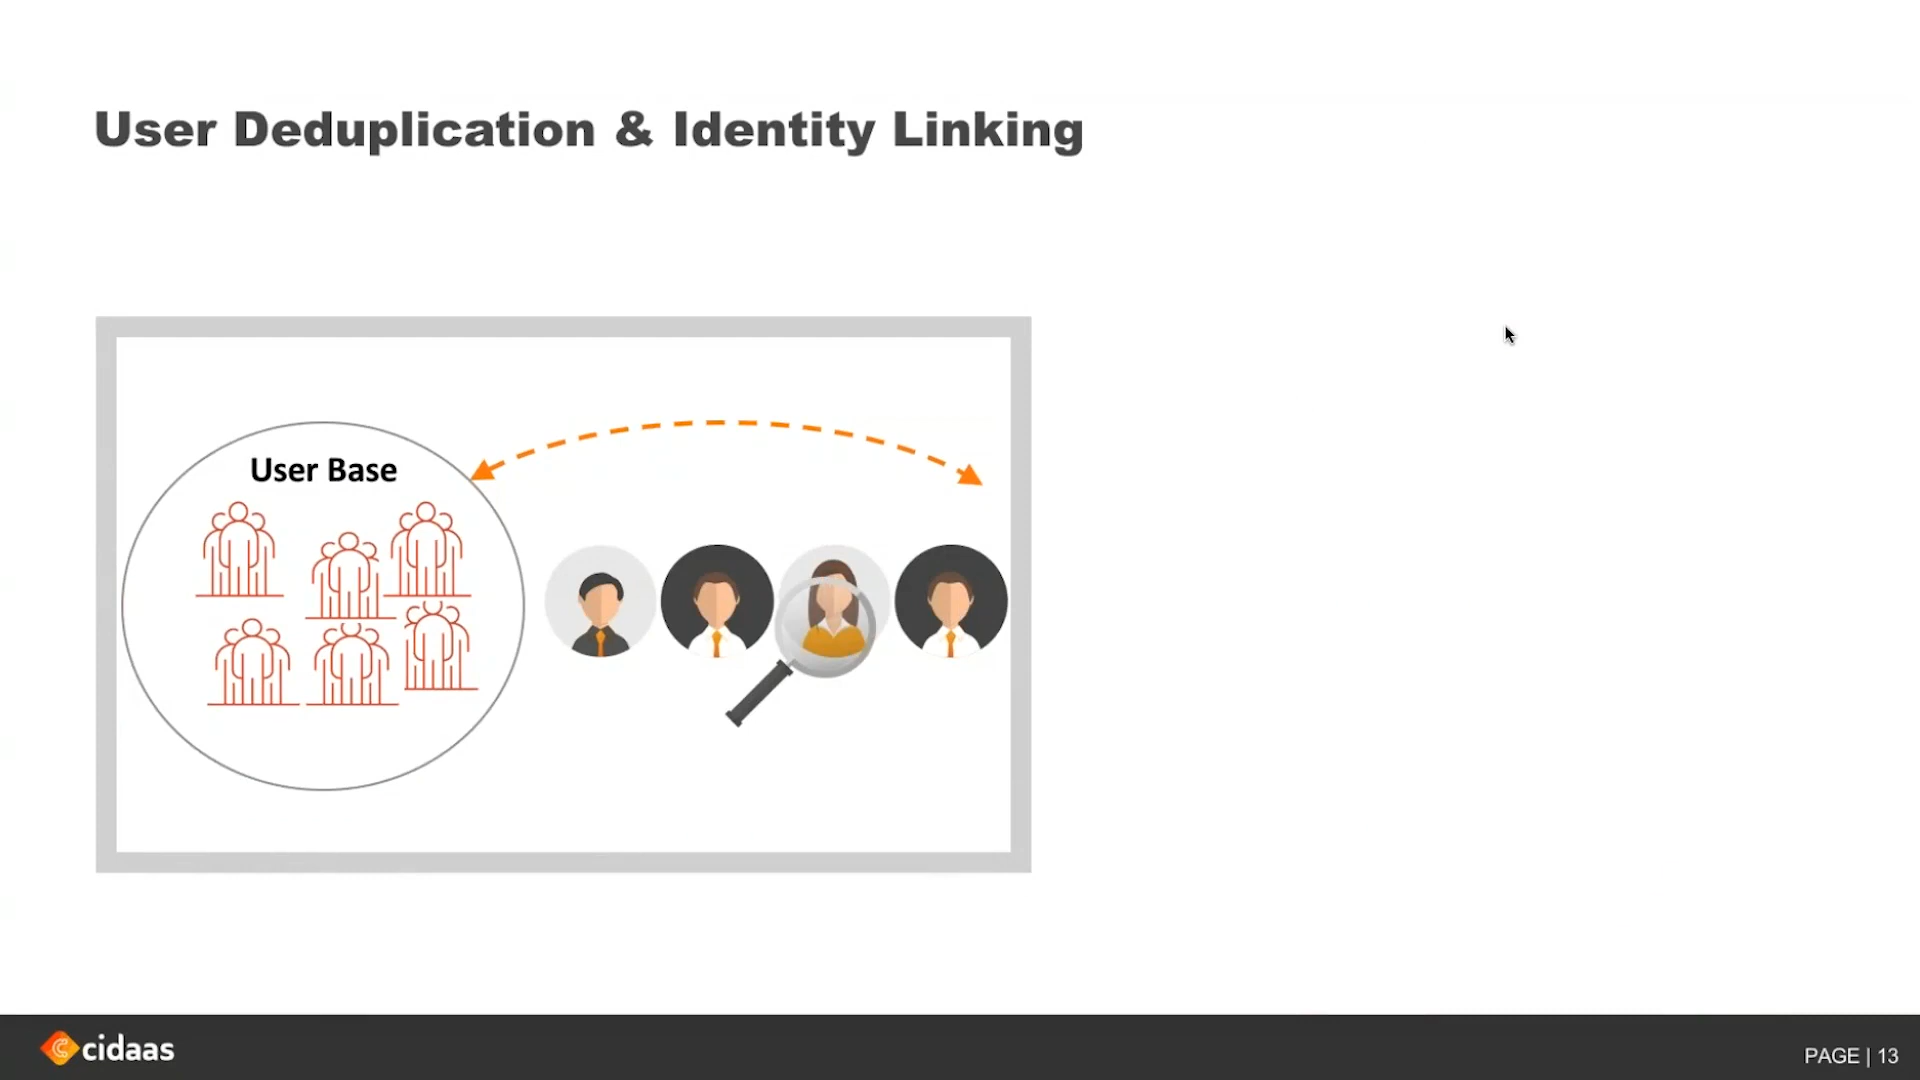 User Deduplication & Identity Linking
User Base
cidaas
PAGE | 13